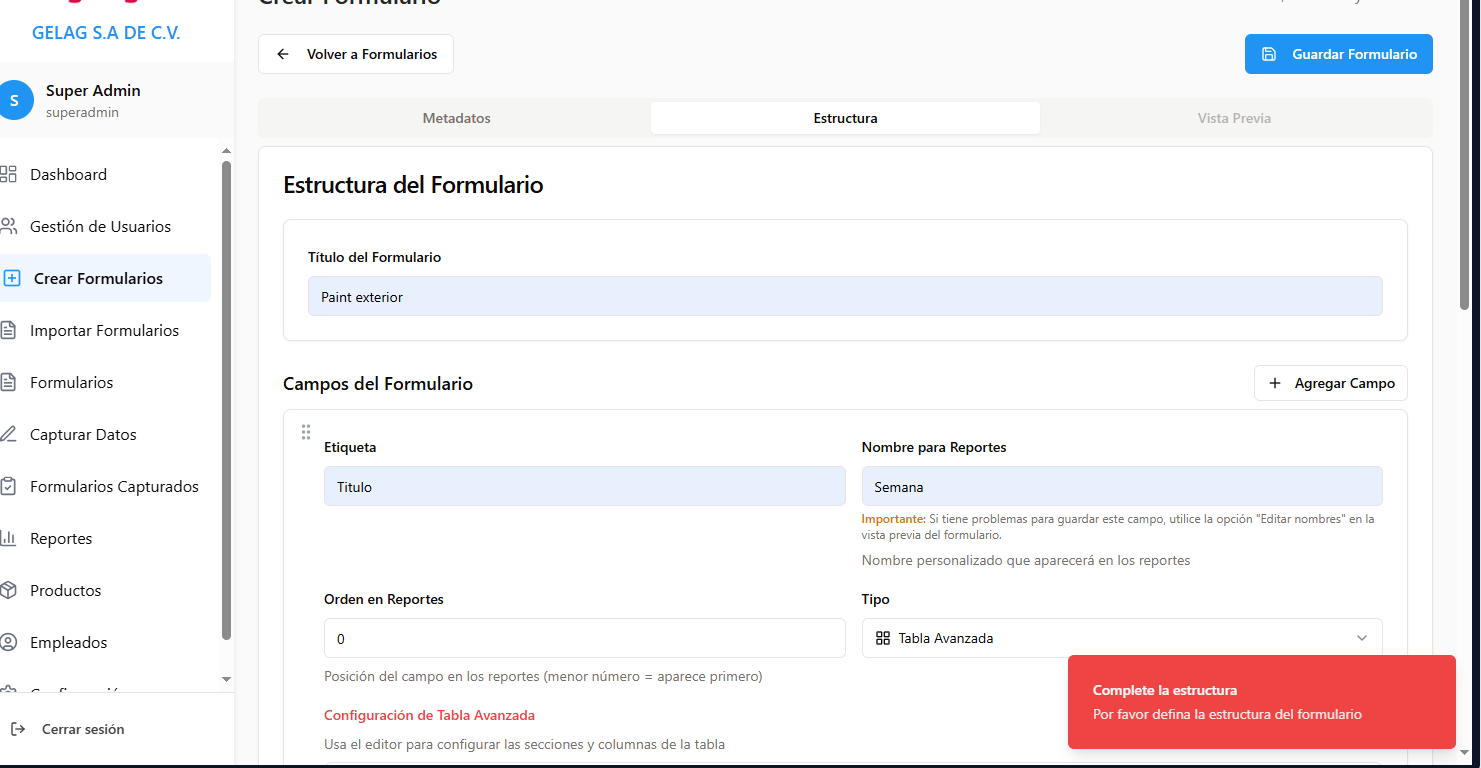 Crear Formulario
GELAG S.A DE C.V.
Volver a Formularios
Guardar Formulario
S
Super Admin
superadmin
Metadatos
Estructura
Vista Previa
Dashboard
Gestión de Usuarios
Crear Formularios
Importar Formularios
Formularios
Capturar Datos
Formularios Capturados
Reportes
Productos
Empleados
Configuración
Cerrar sesión
Estructura del Formulario
Título del Formulario
Paint exterior
Campos del Formulario
Agregar Campo
Etiqueta
Titulo
Nombre para Reportes
Semana
Importante: Si tiene problemas para guardar este campo, utilice la opción "Editar nombres" en la
vista previa del formulario.
Nombre personalizado que aparecerá en los reportes
Orden en Reportes
0
Posición del campo en los reportes (menor número = aparece primero)
Tipo
Tabla Avanzada
Configuración de Tabla Avanzada
Usa el editor para configurar las secciones y columnas de la tabla
Complete la estructura
Por favor defina la estructura del formulario